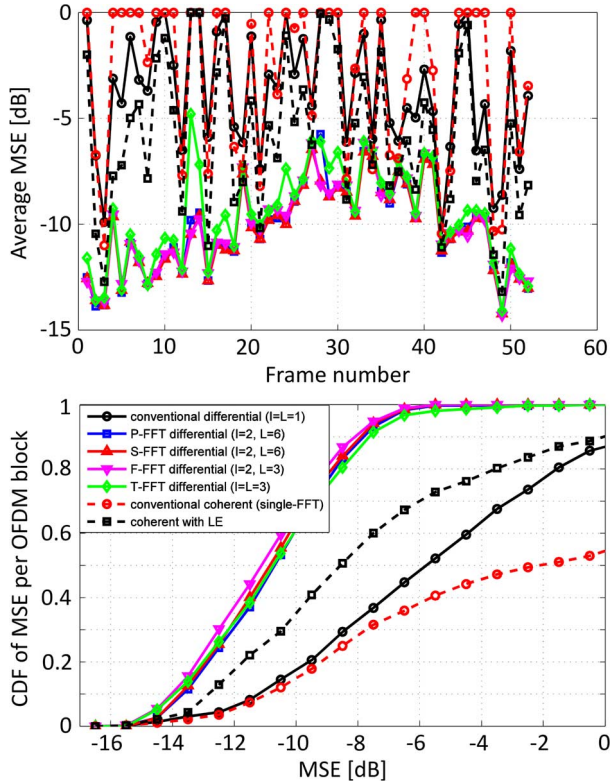 Average MSE [dB]
0
-5
-10
-15
0 10 20 30 40 50 60
Frame number
CDF of MSE per OFDM block
1
0.8
0.6
0.4
0.2
0
conventional differential (I=L=1)
P-FFT differential (I=2, L=6)
S-FFT differential (I=2, L=6)
F-FFT differential (I=2, L=3)
T-FFT differential (I=L=3)
conventional coherent (single-FFT)
coherent with LE
-16 -14 -12 -10 -8 -6 -4 -2 0
MSE [dB]